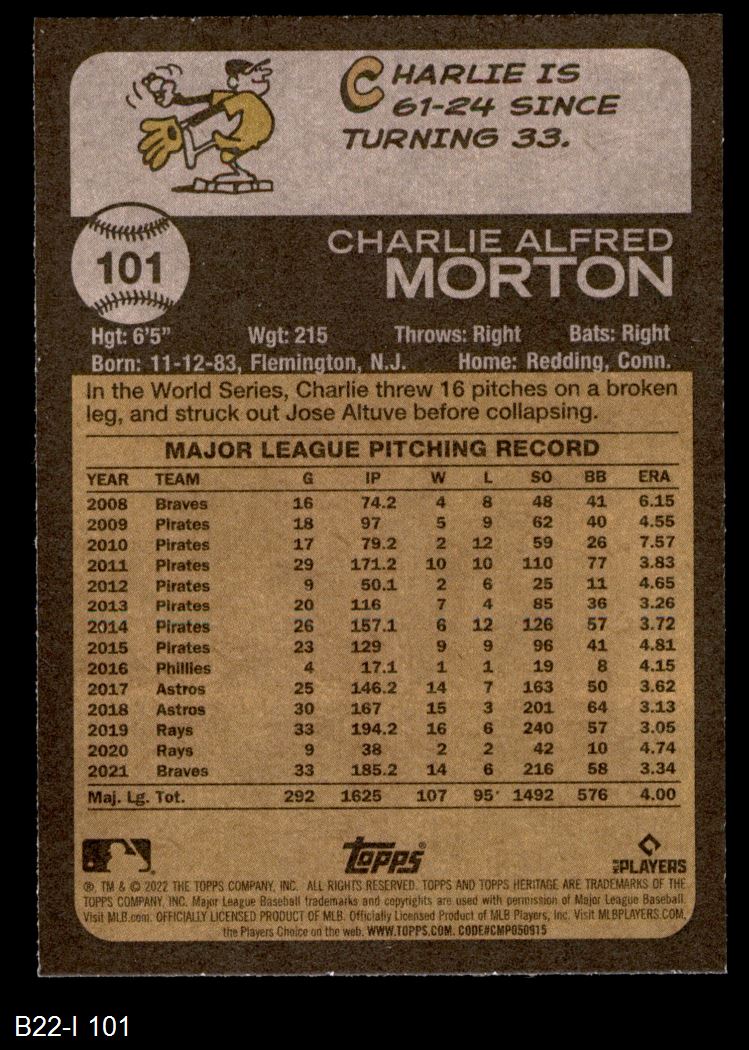 CHARLIE IS
61-24 SINCE
TURNING 33.
101
CHARLIE ALFRED
MORTON
Hgt: 6'5" Wgt: 215 Throws: Right Bats: Right
Born: 11-12-83, Flemington, N.J. Home: Redding, Conn.
In the World Series, Charlie threw 16 pitches on a broken
leg, and struck out Jose Altuve before collapsing.
MAJOR LEAGUE PITCHING RECORD
YEAR TEAM G IP W L SO BB ERA
2008 Braves 16 74.2 4 8 48 41 6.15
2009 Pirates 18 97 5 9 62 40 4.55
2010 Pirates 17 79.2 2 12 59 26 7.57
2011 Pirates 29 171.2 10 10 110 77 3.83
2012 Pirates 9 50.1 2 6 25 11 4.65
2013 Pirates 20 116 7 4 85 36 3.26
2014 Pirates 26 157.1 6 12 126 57 3.72
2015 Pirates 23 129 9 9 96 41 4.81
2016 Phillies 4 17.1 1 1 19 8 4.15
2017 Astros 25 146.2 14 7 163 50 3.62
2018 Astros 30 167 15 3 201 64 3.13
2019 Rays 33 194.2 16 6 240 57 3.05
2020 Rays 9 38 2 2 42 10 4.74
2021 Braves 33 185.2 14 6 216 58 3.34
Maj. Lg. Tot. 292 1625 107 95 1492 576 4.00
Topps
MLB PLAYERS
®, TM & © 2022 THE TOPPS COMPANY, INC. ALL RIGHTS RESERVED. TOPPS AND TOPPS HERITAGE ARE TRADEMARKS OF THE
TOPPS COMPANY, INC. Major League Baseball trademarks and copyrights are used with permission of Major League Baseball.
Visit MLB.com. OFFICIALLY LICENSED PRODUCT OF MLB. Officially Licensed Product of MLB Players, Inc. Visit MLBPLAYERS.COM,
the Players Choice on the web. WWW.TOPPS.COM. CODE#CMP050915
B22-I 101